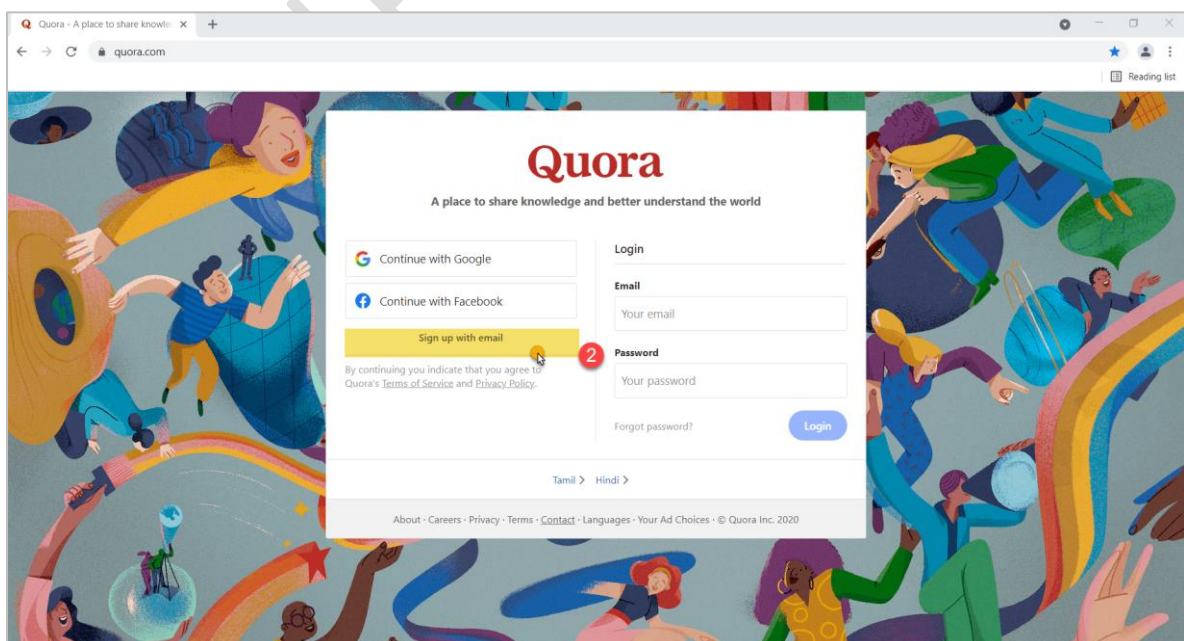 Quora - A place to share knowle
quora.com
Reading list
Quora
A place to share knowledge and better understand the world
Continue with Google
Continue with Facebook
Sign up with email
2
By continuing you indicate that you agree to
Quora's Terms of Service and Privacy Policy.
Login
Email
Your email
Password
Your password
Forgot password?
Login
Tamil > Hindi >
About · Careers · Privacy · Terms · Contact · Languages · Your Ad Choices · © Quora Inc. 2020